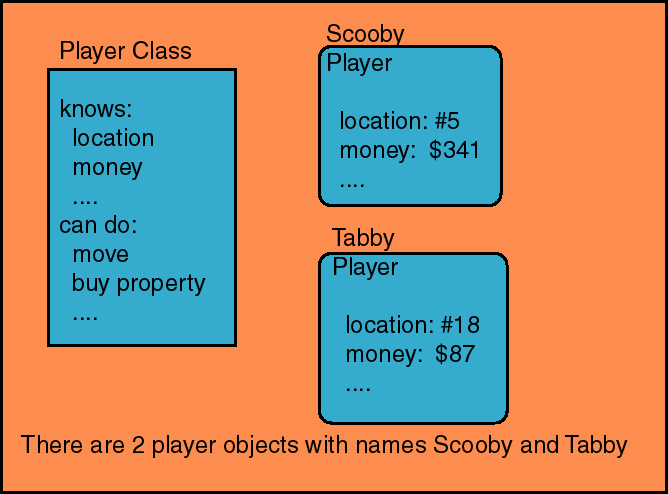 Player Class
knows:
location
money
....
can do:
move
buy property
....
Scooby
Player
location: #5
money: $341
....
Tabby
Player
location: #18
money: $87
....
There are 2 player objects with names Scooby and Tabby